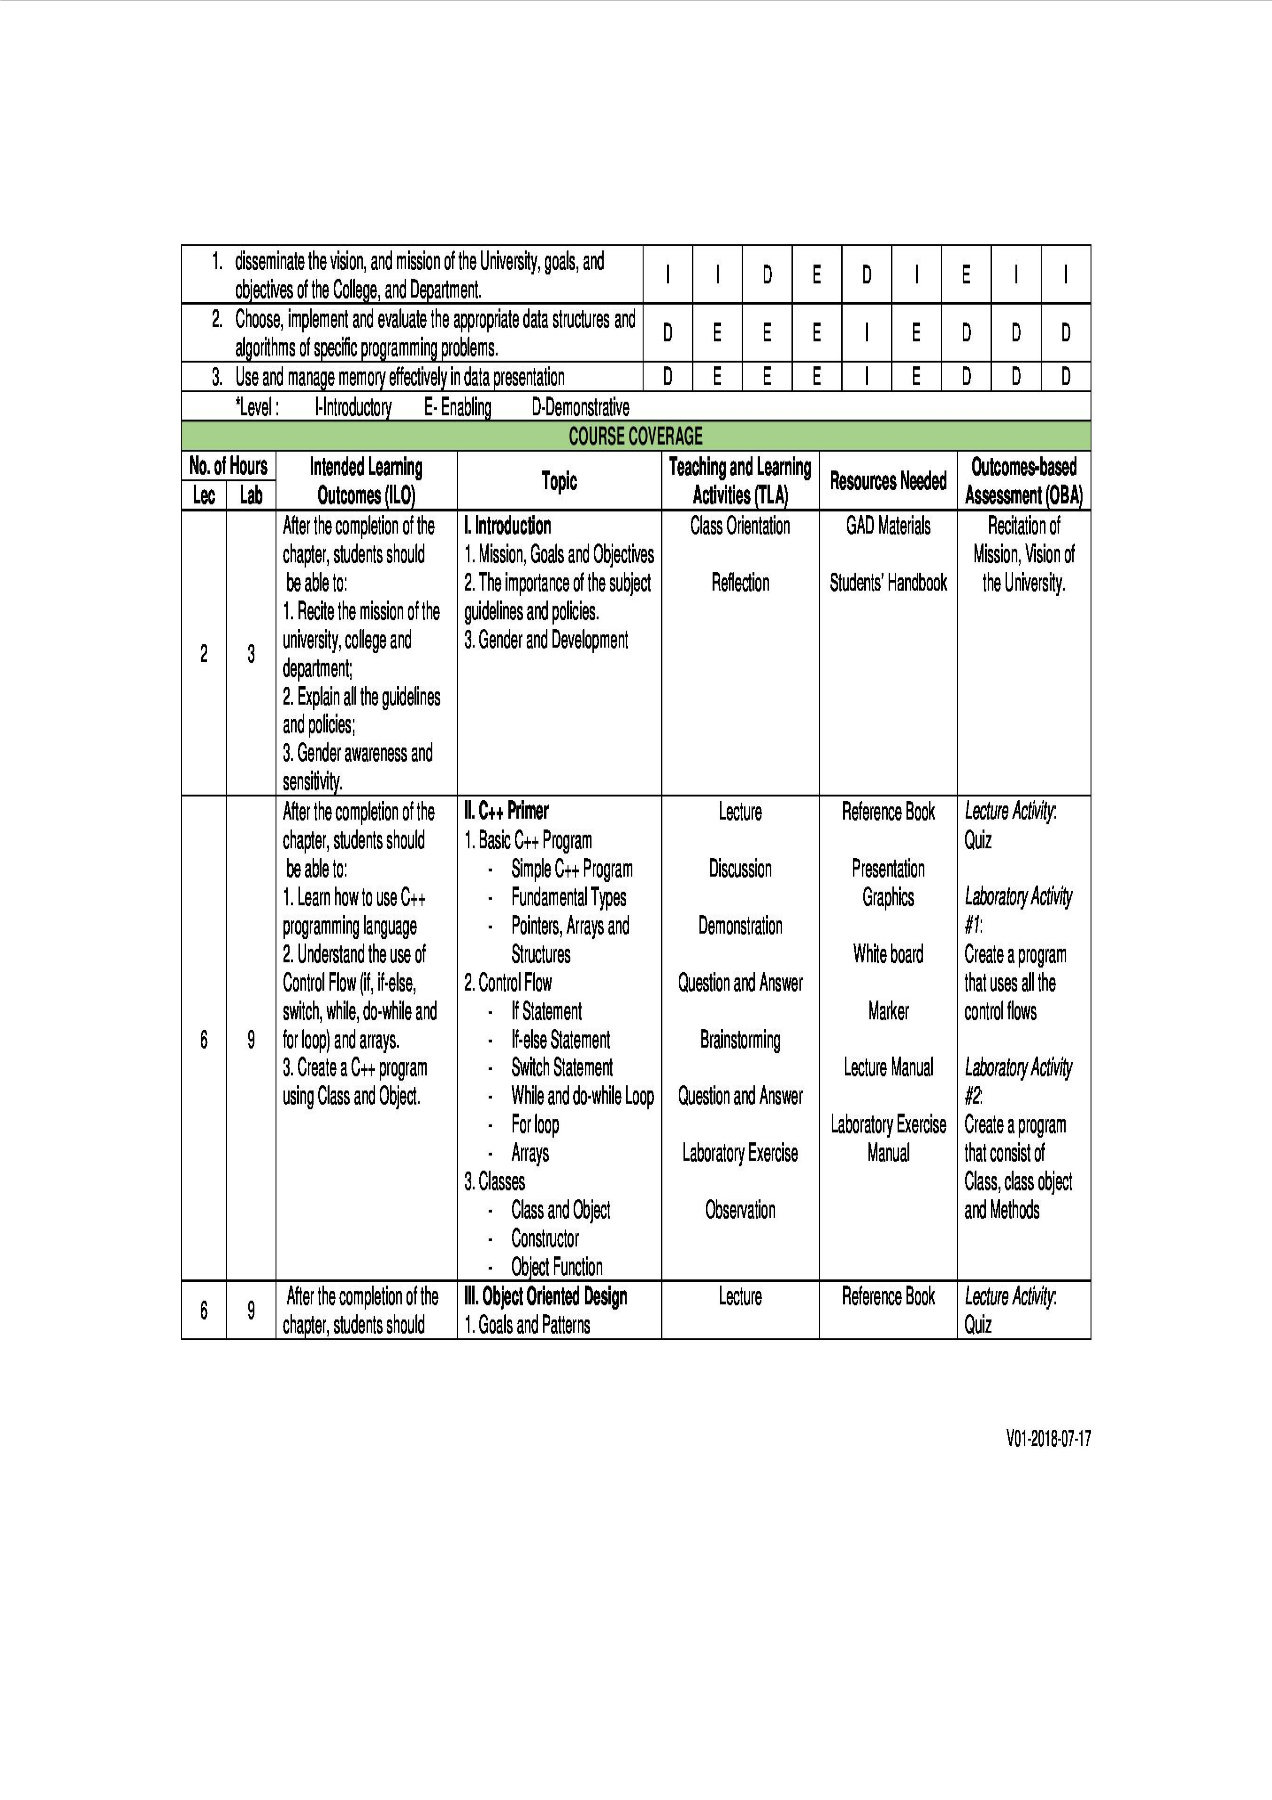 1. disseminate the vision, and mission of the University, goals, and
objectives of the College, and Department.
I I D E D I E I I
2. Choose, implement and evaluate the appropriate data structures and
algorithms of specific programming problems.
D E E E I E D D D
3. Use and manage memory effectively in data presentation
D E E E I E D D D
*Level : I-Introductory E- Enabling D-Demonstrative
COURSE COVERAGE
No. of Hours
Lec Lab
Intended Learning
Outcomes (ILO)
Topic
Teaching and Learning
Activities (TLA)
Resources Needed
Outcomes-based
Assessment (OBA)
2
3
After the completion of the
chapter, students should
be able to:
1. Recite the mission of the
university, college and
department;
2. Explain all the guidelines
and policies;
3. Gender awareness and
sensitivity.
I. Introduction
1. Mission, Goals and Objectives
2. The importance of the subject
guidelines and policies.
3. Gender and Development
Class Orientation
Reflection
GAD Materials
Students' Handbook
Recitation of
Mission, Vision of
the University.
6
9
After the completion of the
chapter, students should
be able to:
1. Learn how to use C++
programming language
2. Understand the use of
Control Flow (if, if-else,
switch, while, do-while and
for loop) and arrays.
3. Create a C++ program
using Class and Object.
II. C++ Primer
1. Basic C++ Program
- Simple C++ Program
- Fundamental Types
- Pointers, Arrays and
Structures
2. Control Flow
- If Statement
- If-else Statement
- Switch Statement
- While and do-while Loop
- For loop
- Arrays
3. Classes
- Class and Object
- Constructor
- Object Function
Lecture
Discussion
Demonstration
Question and Answer
Brainstorming
Question and Answer
Laboratory Exercise
Observation
Reference Book
Presentation
Graphics
White board
Marker
Lecture Manual
Laboratory Exercise
Manual
Lecture Activity:
Quiz
Laboratory Activity
#1:
Create a program
that uses all the
control flows
Laboratory Activity
#2:
Create a program
that consist of
Class, class object
and Methods
6
9
After the completion of the
chapter, students should
III. Object Oriented Design
1. Goals and Patterns
Lecture
Reference Book
Lecture Activity:
Quiz
V01-2018-07-17